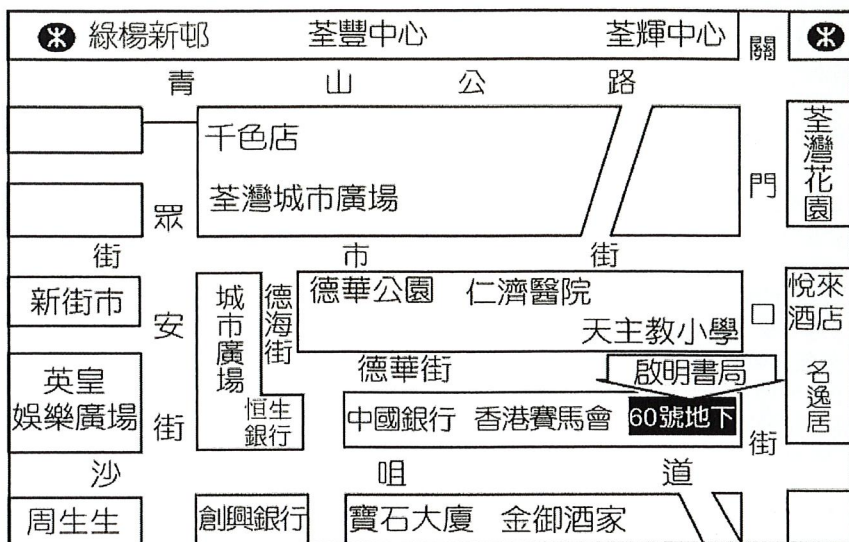 綠楊新邨 荃豐中心 荃輝中心
青山公路
千色店
荃灣城市廣場
荃灣花園
關門口街
眾安街
街市街
新街市
城市廣場
德海街
德華公園 仁濟醫院
天主教小學
悅來
酒店
名逸居
德華街
啟明書局
英皇
娛樂廣場
恒生
銀行
中國銀行 香港賽馬會 60號地下
沙咀道
周生生
創興銀行
寶石大廈 金御酒家